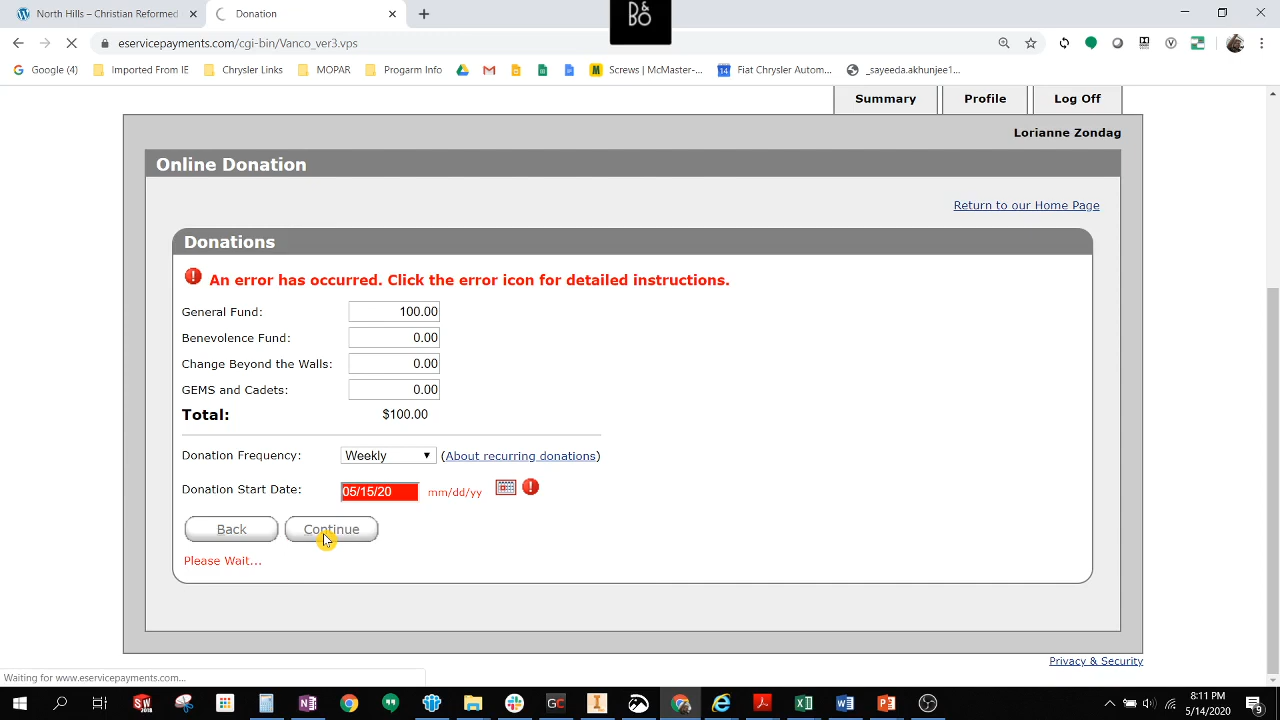 North Hills – Christian Reformed
Donation
B&O
eservicepayments.com/cgi-bin/Vanco_ver3.vps
Google (4)
Imported From IE
Chrysler Links
MOPAR
Progarm Info
Screws | McMaster-...
Fiat Chrysler Autom...
_sayeeda.akhunjee1...
Summary
Profile
Log Off
Lorianne Zondag
Online Donation
Return to our Home Page
Donations
An error has occurred. Click the error icon for detailed instructions.
General Fund: 100.00
Benevolence Fund: 0.00
Change Beyond the Walls: 0.00
GEMS and Cadets: 0.00
Total: $100.00
Donation Frequency: Weekly (About recurring donations)
Donation Start Date: 05/15/20 mm/dd/yy
Back Continue
Please Wait...
Privacy & Security
Waiting for www.eservicepayments.com...
8:11 PM
5/14/2020